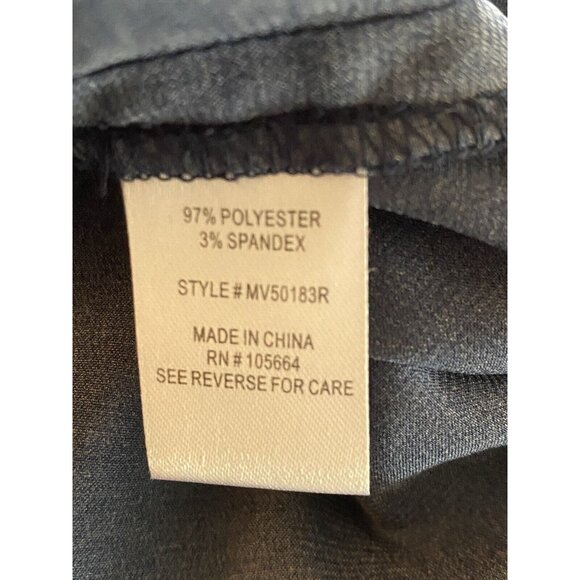 97% POLYESTER
3% SPANDEX
STYLE # MV50183R
MADE IN CHINA
RN # 105664
SEE REVERSE FOR CARE